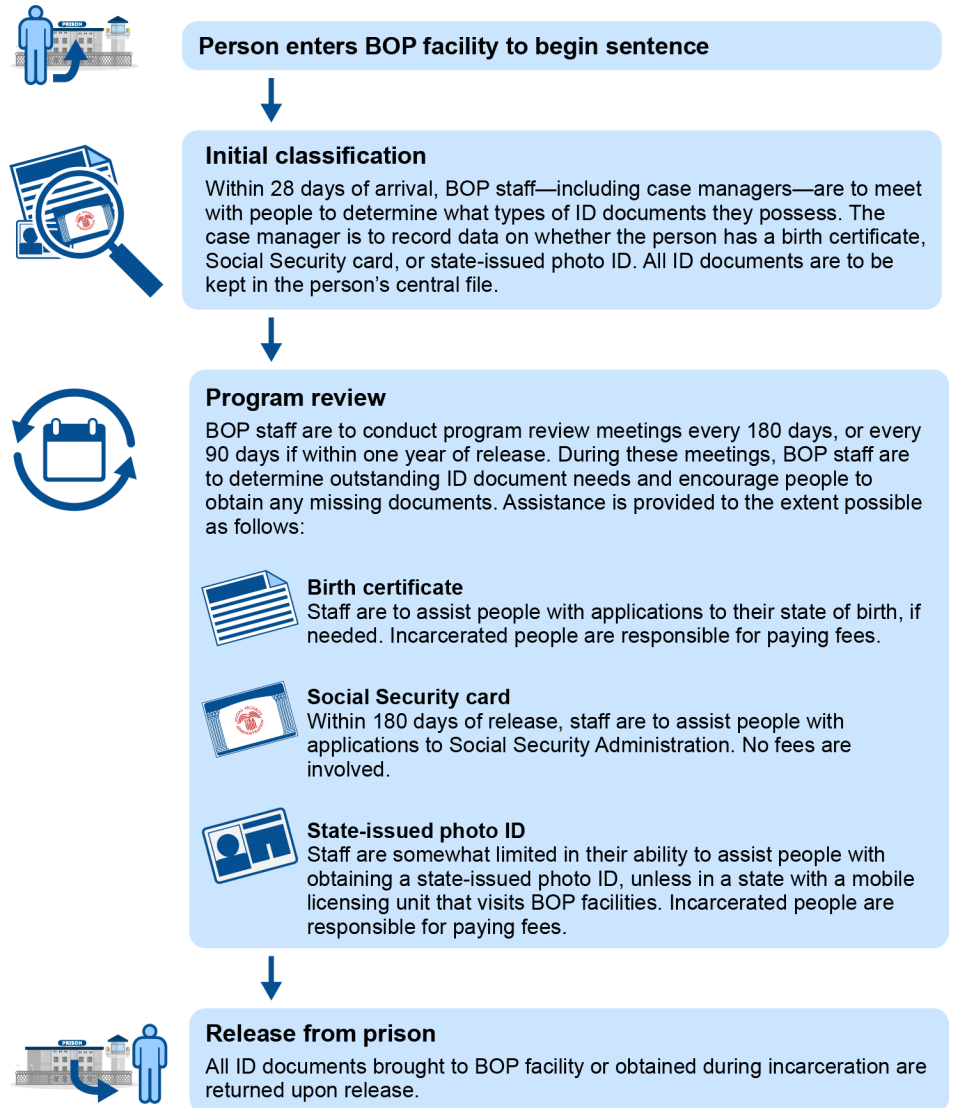 PRISON
Person enters BOP facility to begin sentence
Initial classification
Within 28 days of arrival, BOP staff—including case managers—are to meet
with people to determine what types of ID documents they possess. The
case manager is to record data on whether the person has a birth certificate,
Social Security card, or state-issued photo ID. All ID documents are to be
kept in the person’s central file.
Program review
BOP staff are to conduct program review meetings every 180 days, or every
90 days if within one year of release. During these meetings, BOP staff are
to determine outstanding ID document needs and encourage people to
obtain any missing documents. Assistance is provided to the extent possible
as follows:
Birth certificate
Staff are to assist people with applications to their state of birth, if
needed. Incarcerated people are responsible for paying fees.
Social Security card
Within 180 days of release, staff are to assist people with
applications to Social Security Administration. No fees are
involved.
State-issued photo ID
Staff are somewhat limited in their ability to assist people with
obtaining a state-issued photo ID, unless in a state with a mobile
licensing unit that visits BOP facilities. Incarcerated people are
responsible for paying fees.
PRISON
Release from prison
All ID documents brought to BOP facility or obtained during incarceration are
returned upon release.